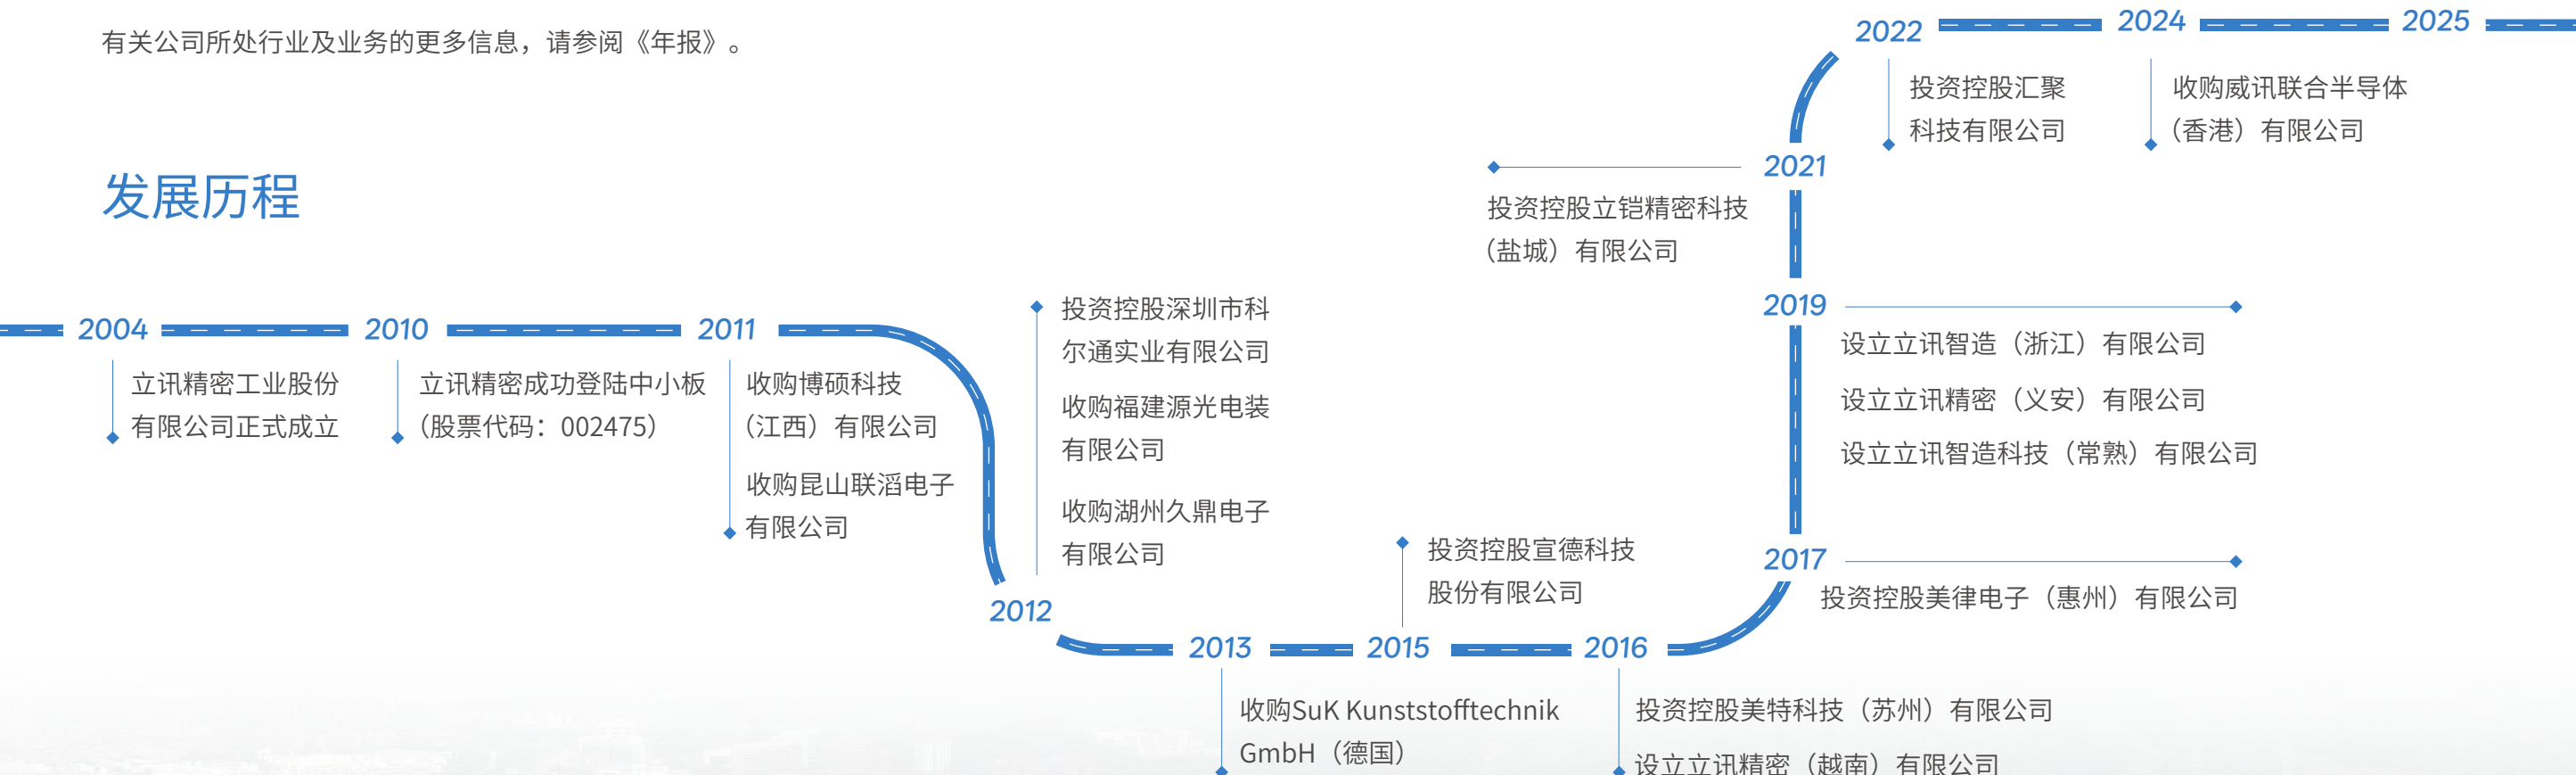 有关公司所处行业及业务的更多信息，请参阅《年报》。
发展历程
2004
立讯精密工业股份
有限公司正式成立
2010
立讯精密成功登陆中小板
（股票代码：002475）
2011
收购博硕科技
（江西）有限公司
收购昆山联滔电子
有限公司
2012
投资控股深圳市科
尔通实业有限公司
收购福建源光电装
有限公司
收购湖州久鼎电子
有限公司
2013
收购SuK Kunststofftechnik
GmbH（德国）
2015
投资控股宣德科技
股份有限公司
2016
投资控股美特科技（苏州）有限公司
设立立讯精密（越南）有限公司
2017
投资控股美律电子（惠州）有限公司
2019
设立立讯智造（浙江）有限公司
设立立讯精密（义安）有限公司
设立立讯智造科技（常熟）有限公司
2021
投资控股立铠精密科技
（盐城）有限公司
2022
投资控股汇聚
科技有限公司
2024
收购威讯联合半导体
（香港）有限公司
2025